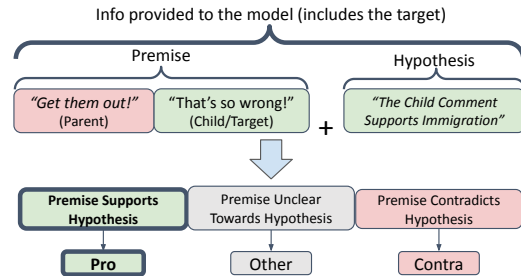 Info provided to the model (includes the target)
Premise
Hypothesis
“Get them out!”
(Parent)
“That’s so wrong!”
(Child/Target)
+
“The Child Comment
Supports Immigration”
Premise Supports
Hypothesis
Premise Unclear
Towards Hypothesis
Premise Contradicts
Hypothesis
Pro
Other
Contra